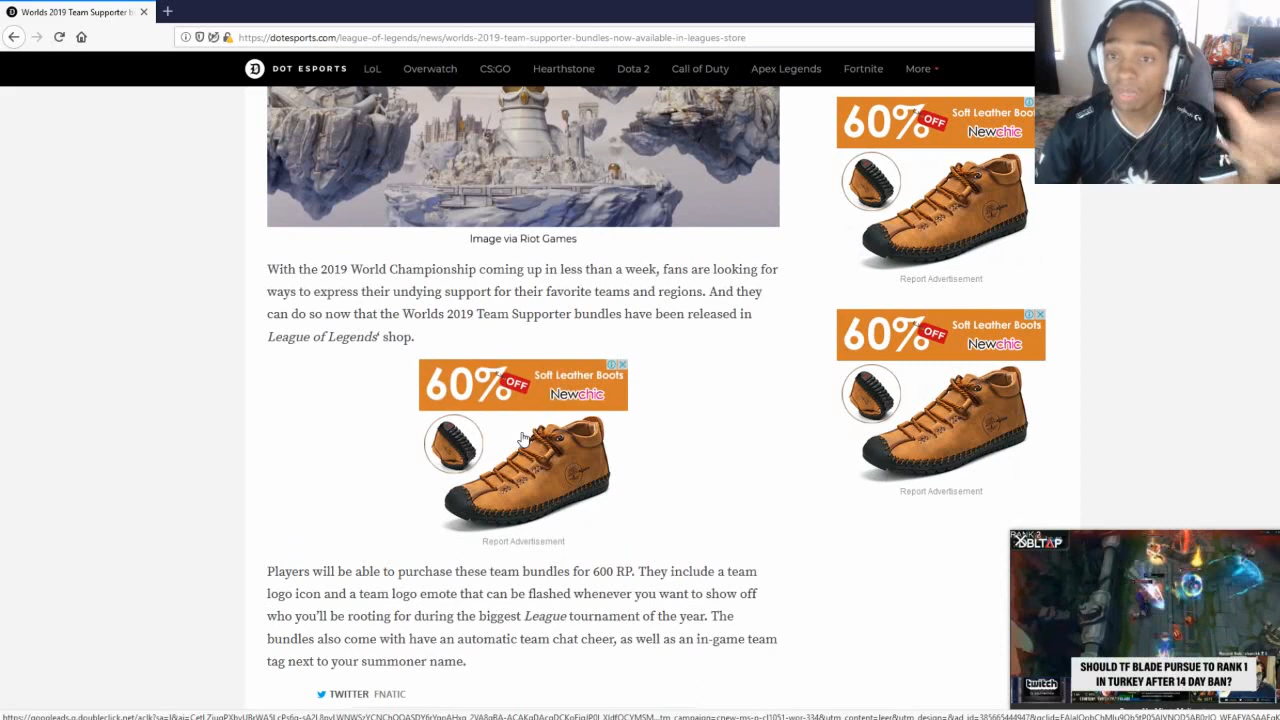 Worlds 2019 Team Supporter b
https://dotesports.com/league-of-legends/news/worlds-2019-team-supporter-bundles-now-available-in-leagues-store
D DOT ESPORTS LoL Overwatch CS:GO Hearthstone Dota 2 Call of Duty Apex Legends Fortnite More
60% OFF Soft Leather Boots
Newchic
Report Advertisement
Image via Riot Games
With the 2019 World Championship coming up in less than a week, fans are looking for
ways to express their undying support for their favorite teams and regions. And they
can do so now that the Worlds 2019 Team Supporter bundles have been released in
League of Legends' shop.
60% OFF Soft Leather Boots
Newchic
Report Advertisement
60% OFF Soft Leather Boots
Newchic
Report Advertisement
Players will be able to purchase these team bundles for 600 RP. They include a team
logo icon and a team logo emote that can be flashed whenever you want to show off
who you'll be rooting for during the biggest League tournament of the year. The
bundles also come with have an automatic team chat cheer, as well as an in-game team
tag next to your summoner name.
TWITTER FNATIC
DBLTAP
SHOULD TF BLADE PURSUE TO RANK 1
IN TURKEY AFTER 14 DAY BAN?
twitch